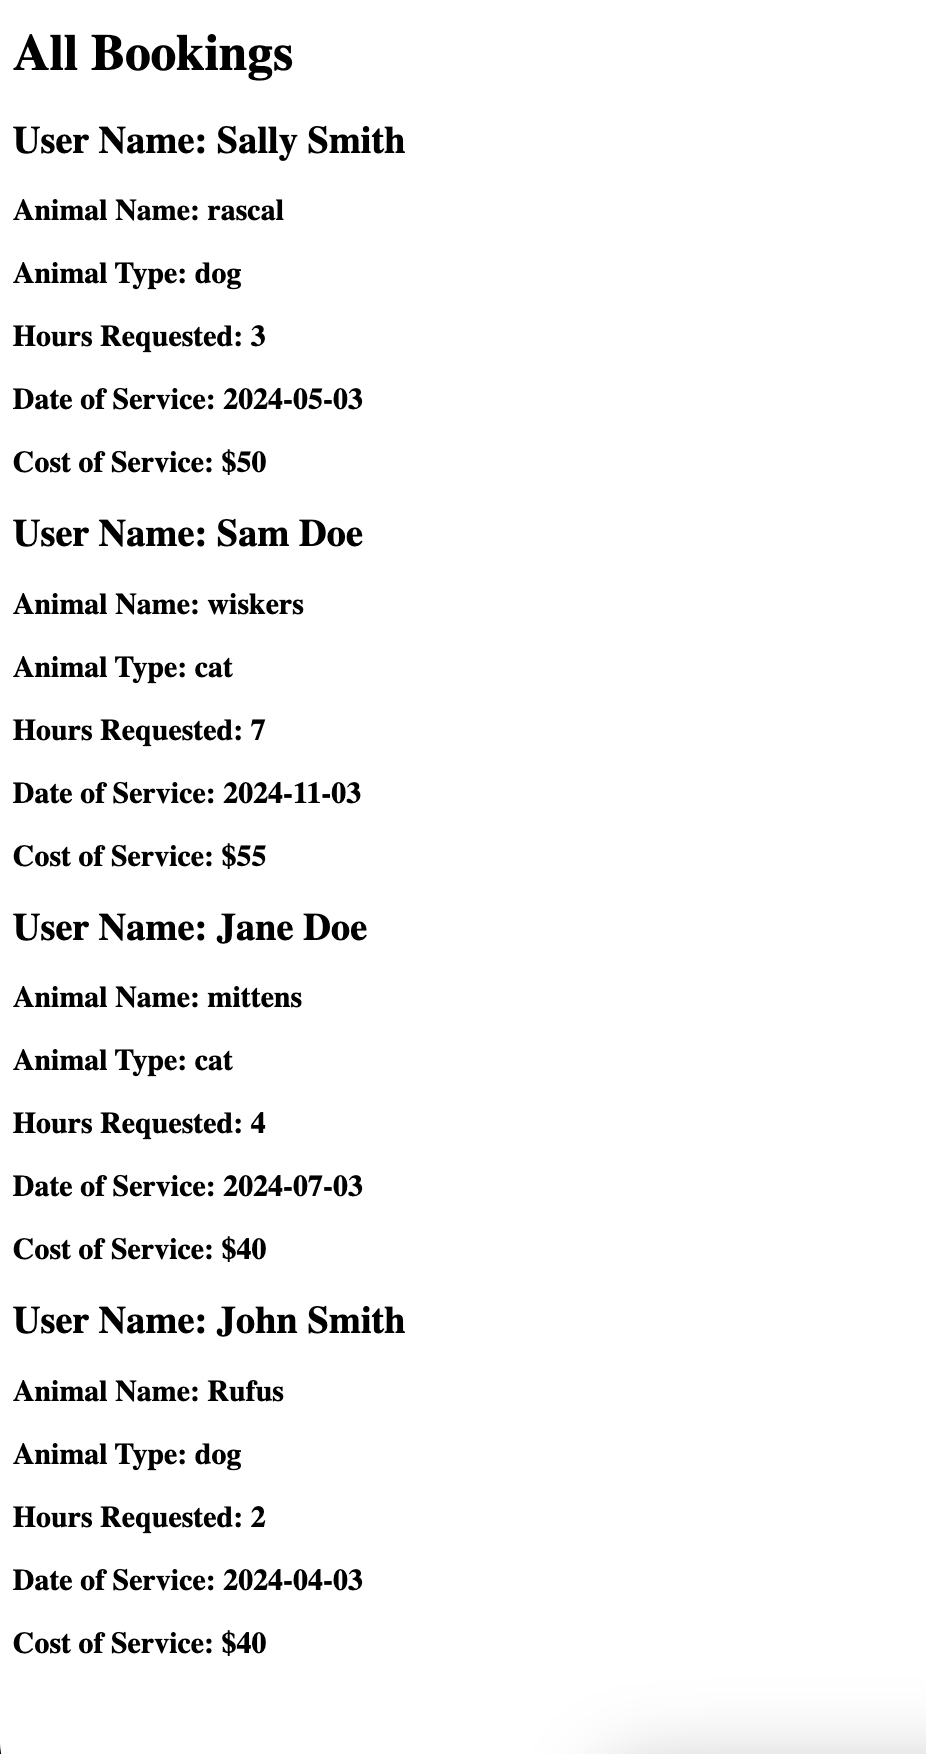 All Bookings
User Name: Sally Smith
Animal Name: rascal
Animal Type: dog
Hours Requested: 3
Date of Service: 2024-05-03
Cost of Service: $50
User Name: Sam Doe
Animal Name: wiskers
Animal Type: cat
Hours Requested: 7
Date of Service: 2024-11-03
Cost of Service: $55
User Name: Jane Doe
Animal Name: mittens
Animal Type: cat
Hours Requested: 4
Date of Service: 2024-07-03
Cost of Service: $40
User Name: John Smith
Animal Name: Rufus
Animal Type: dog
Hours Requested: 2
Date of Service: 2024-04-03
Cost of Service: $40